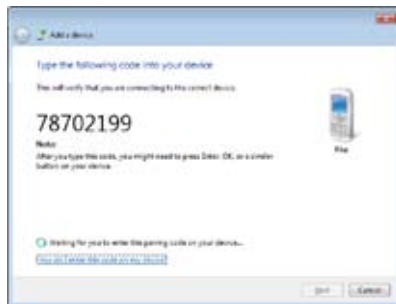 Add a device
Type the following code into your device
This will verify that you are connecting to the correct device.
78702199
Note:
After you type this code, you might need to press Enter, OK, or a similar
button on your device.
Waiting for you to enter this pairing code on your device...
Cancel